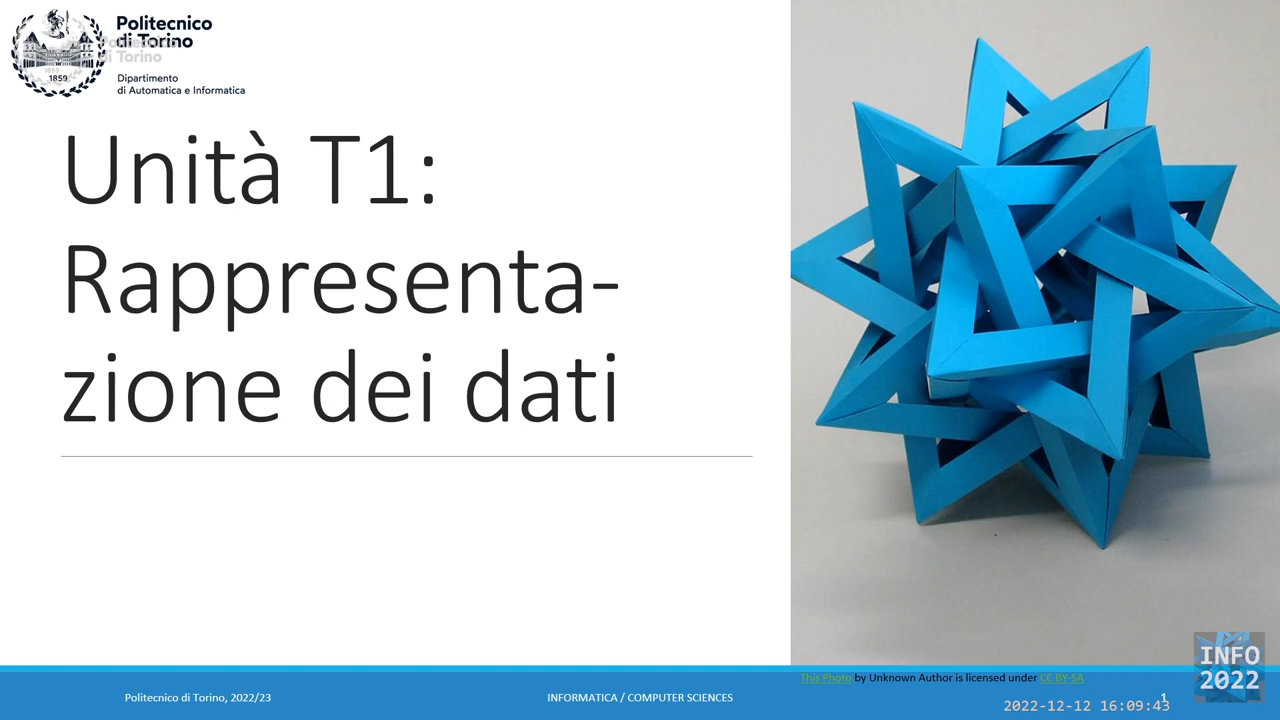 Politecnico
di Torino
1859
Dipartimento
di Automatica e Informatica
Unità T1:
Rappresenta-
zione dei dati
INFO
2022
This Photo by Unknown Author is licensed under CC BY-SA
Politecnico di Torino, 2022/23
INFORMATICA / COMPUTER SCIENCES
1
2022-12-12 16:09:43